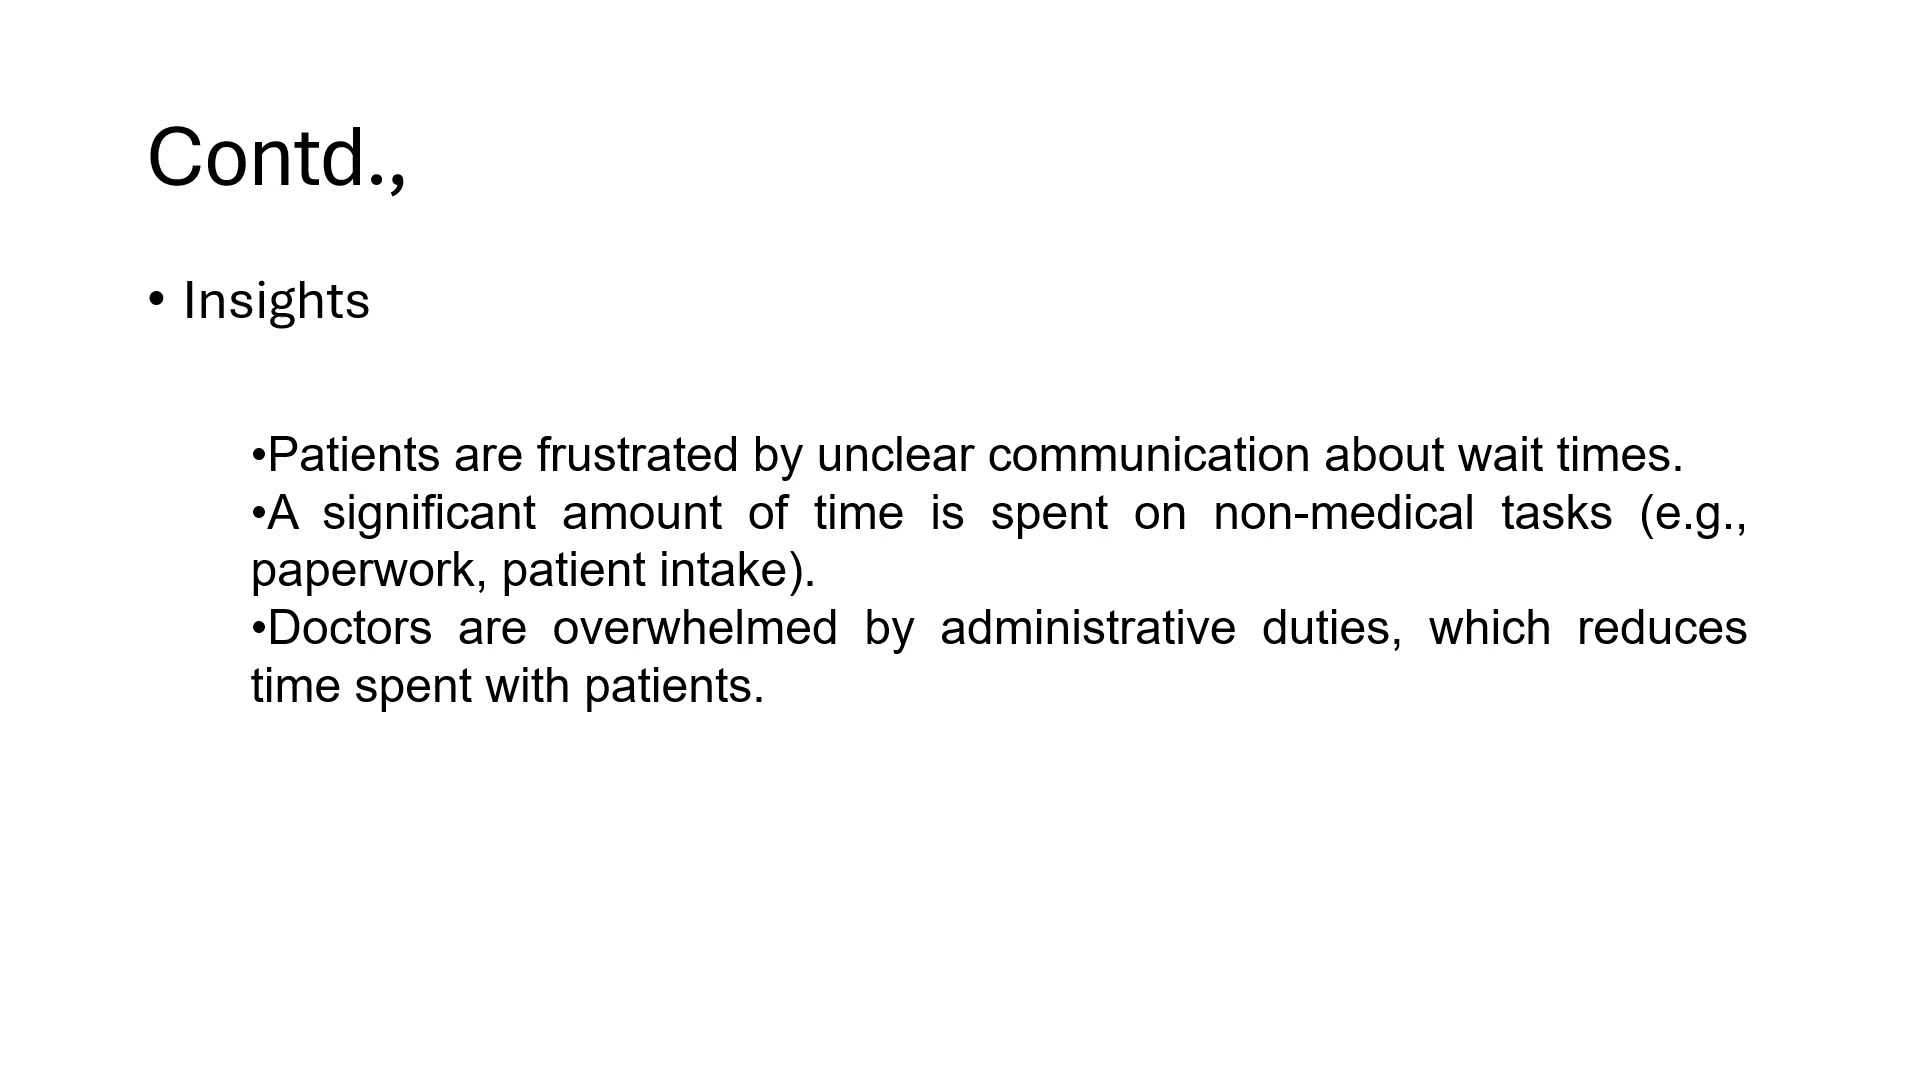 Contd.,
• Insights
•Patients are frustrated by unclear communication about wait times.
•A significant amount of time is spent on non-medical tasks (e.g.,
paperwork, patient intake).
•Doctors are overwhelmed by administrative duties, which reduces
time spent with patients.